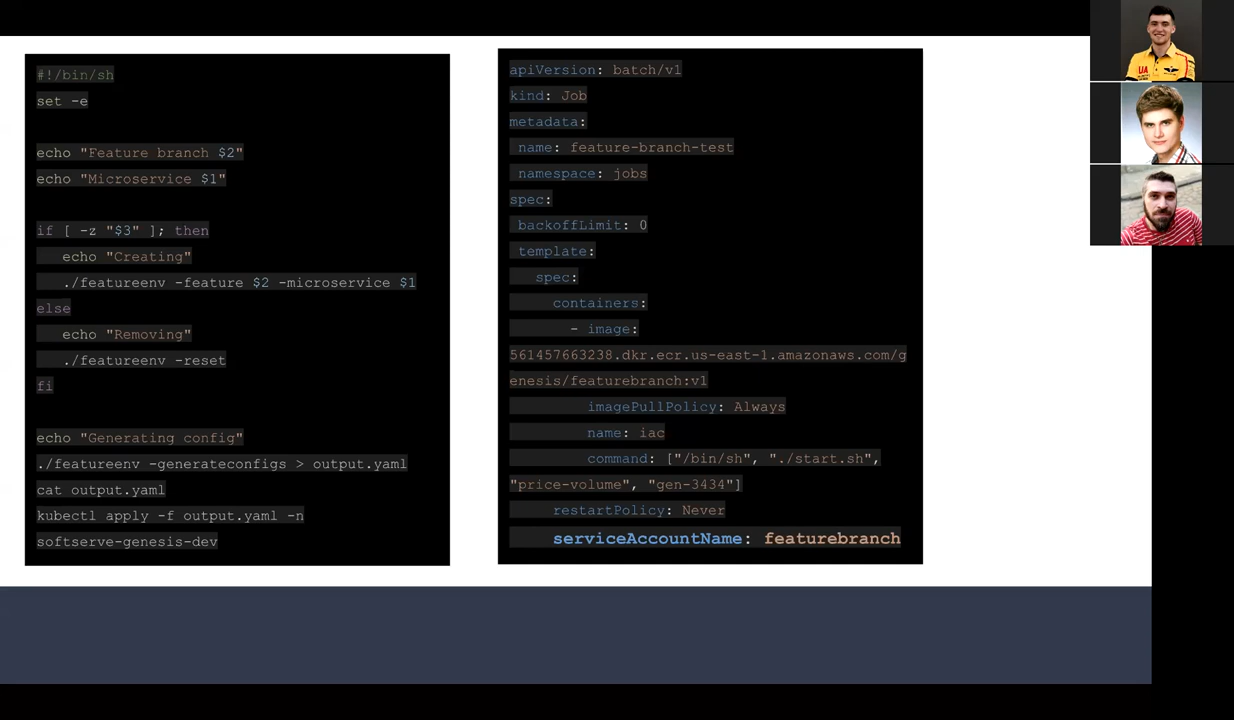 #!/bin/sh
set -e
echo "Feature branch $2"
echo "Microservice $1"
if [ -z "$3" ]; then
echo "Creating"
./featureenv -feature $2 -microservice $1
else
echo "Removing"
./featureenv -reset
fi
echo "Generating config"
./featureenv -generateconfigs > output.yaml
cat output.yaml
kubectl apply -f output.yaml -n
softserve-genesis-dev
apiVersion: batch/v1
kind: Job
metadata:
name: feature-branch-test
namespace: jobs
spec:
backoffLimit: 0
template:
spec:
containers:
- image:
561457663238.dkr.ecr.us-east-1.amazonaws.com/g
enesis/featurebranch:v1
imagePullPolicy: Always
name: iac
command: ["/bin/sh", "./start.sh",
"price-volume", "gen-3434"]
restartPolicy: Never
serviceAccountName: featurebranch
UA